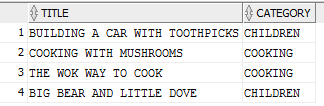 TITLE CATEGORY
1 BUILDING A CAR WITH TOOTHPICKS CHILDREN
2 COOKING WITH MUSHROOMS COOKING
3 THE WOK WAY TO COOK COOKING
4 BIG BEAR AND LITTLE DOVE CHILDREN